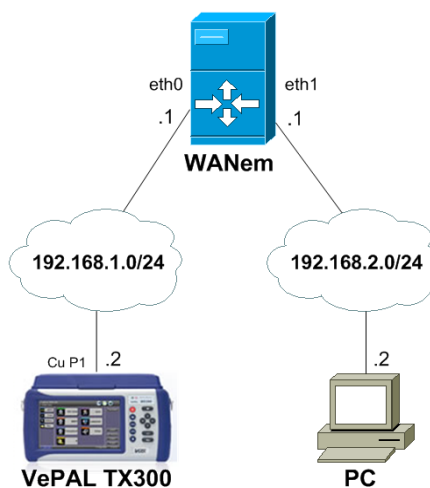 eth0
eth1
.1
.1
WANem
192.168.1.0/24
192.168.2.0/24
Cu P1
.2
.2
VePAL TX300
PC